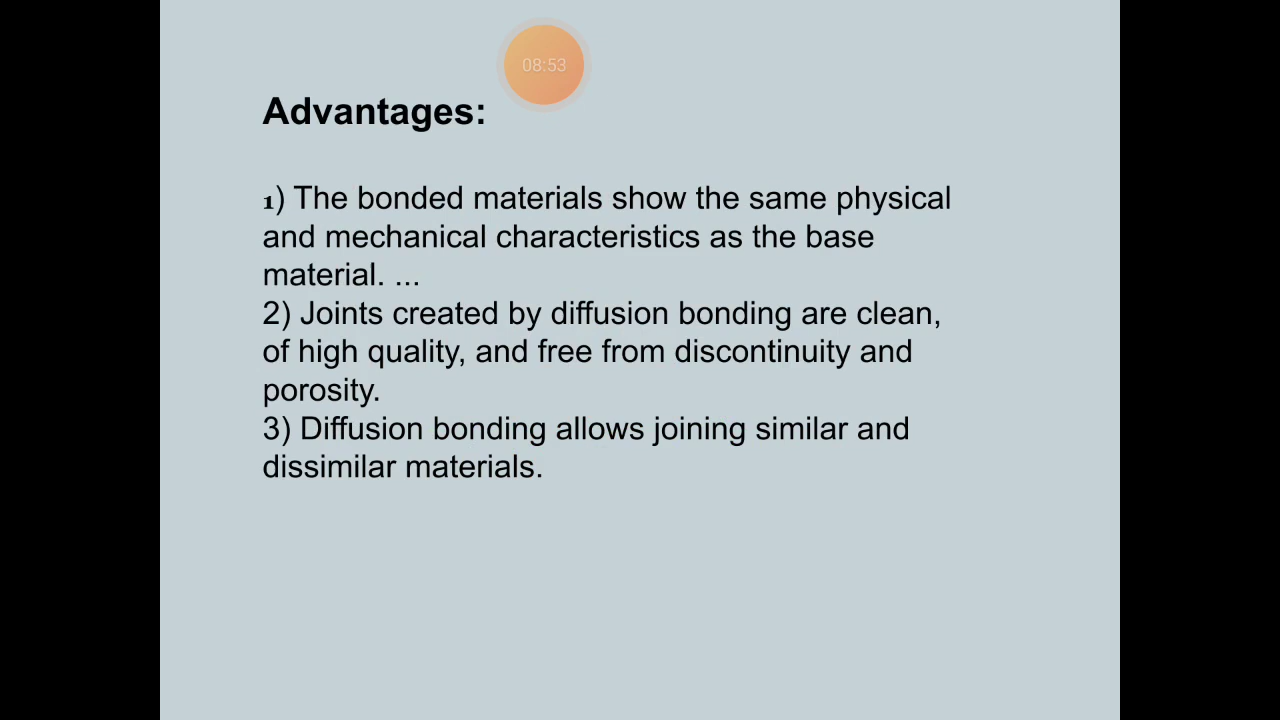 08:53
Advantages:
1) The bonded materials show the same physical
and mechanical characteristics as the base
material. ...
2) Joints created by diffusion bonding are clean,
of high quality, and free from discontinuity and
porosity.
3) Diffusion bonding allows joining similar and
dissimilar materials.